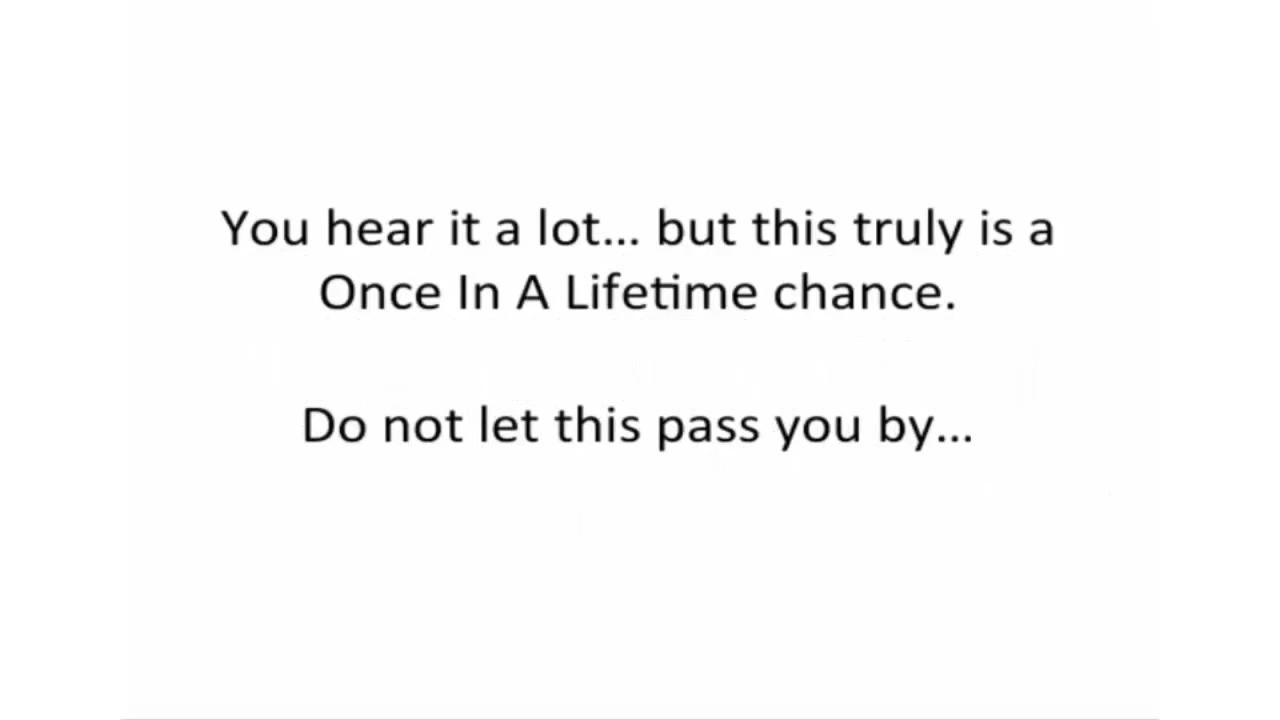 You hear it a lot... but this truly is a
Once In A Lifetime chance.
Do not let this pass you by...